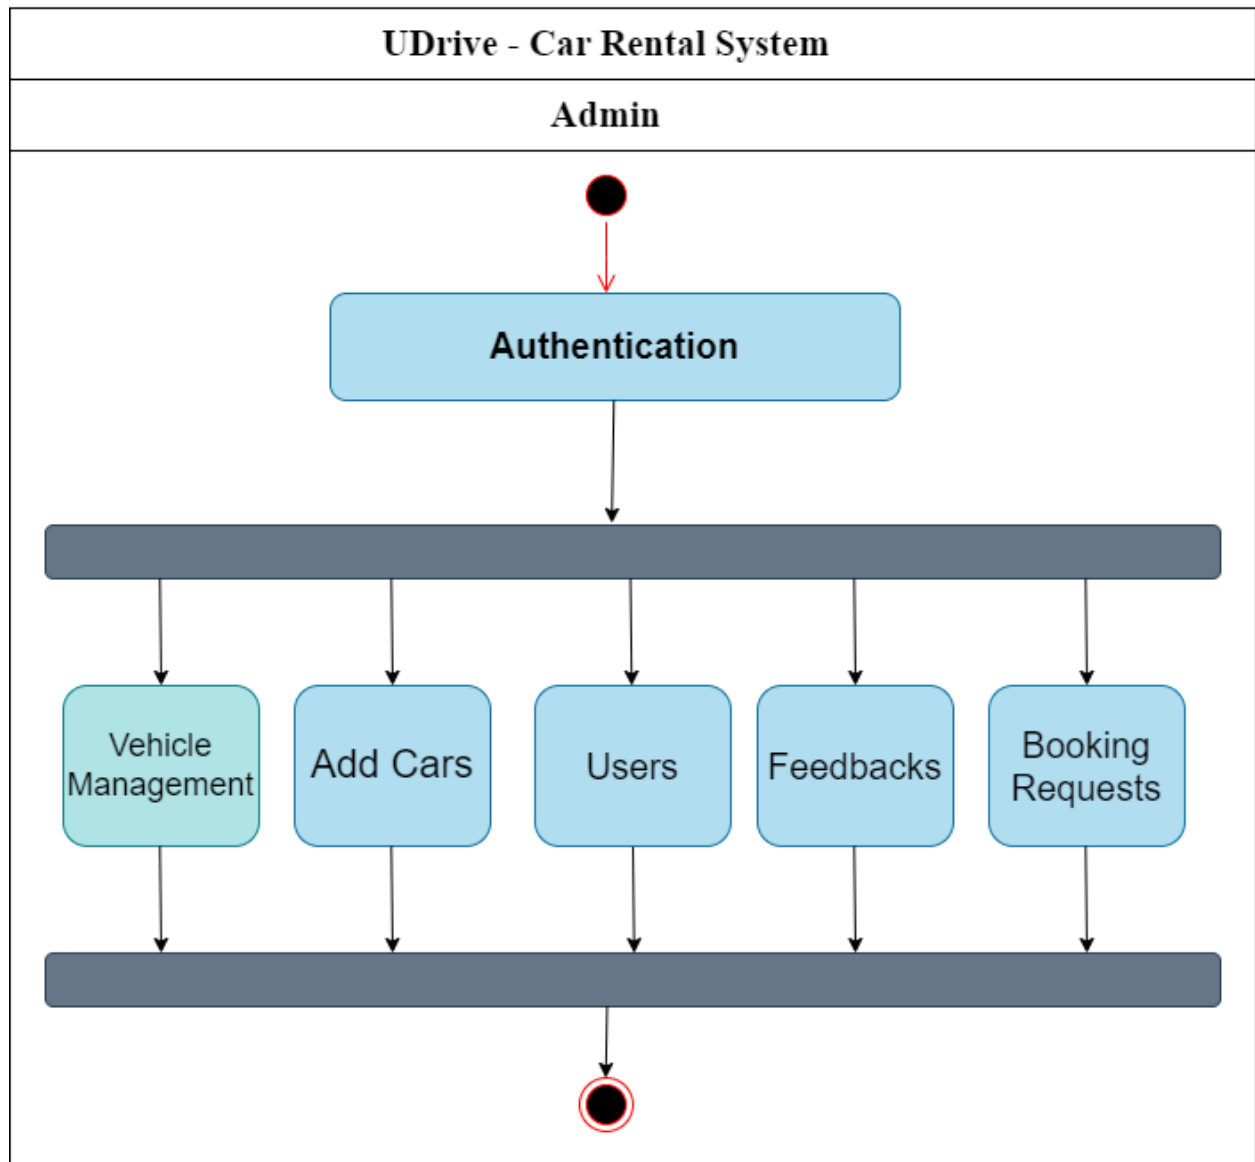 UDrive - Car Rental System
Admin
Authentication
Vehicle
Management
Add Cars
Users
Feedbacks
Booking
Requests